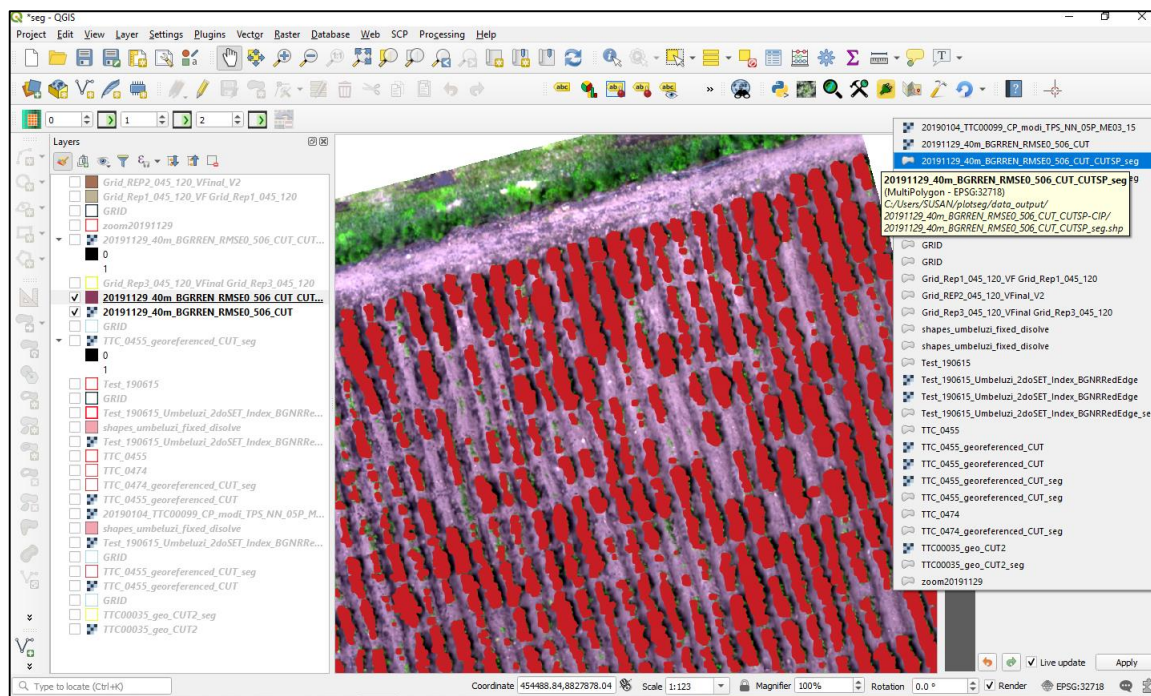 *seg - QGIS
Project Edit View Layer Settings Plugins Vector Raster Database Web SCP Processing Help
abc abc abc abc »
0 1 2
Layers
Grid_REP2_045_120_VFinal_V2
Grid_Rep1_045_120_VF Grid_Rep1_045_120
GRID
zoom20191129
20191129_40m_BGRREN_RMSE0_506_CUT_CUT...
0
1
Grid_Rep3_045_120_VFinal Grid_Rep3_045_120
20191129_40m_BGRREN_RMSE0_506_CUT_CUT...
20191129_40m_BGRREN_RMSE0_506_CUT
GRID
TTC_0455_georeferenced_CUT_seg
0
1
Test_190615
GRID
Test_190615_Umbeluzi_2doSET_Index_BGNRRe...
shapes_umbeluzi_fixed_disolve
Test_190615_Umbeluzi_2doSET_Index_BGNRRe...
TTC_0455
TTC_0474
TTC_0474_georeferenced_CUT_seg
TTC_0455_georeferenced_CUT
20190104_TTC00099_CP_modi_TPS_NN_05P_M...
shapes_umbeluzi_fixed_disolve
Test_190615_Umbeluzi_2doSET_Index_BGNRRe...
GRID
TTC_0455_georeferenced_CUT_seg
TTC_0455_georeferenced_CUT
GRID
TTC00035_geo_CUT2_seg
TTC00035_geo_CUT2
20190104_TTC00099_CP_modi_TPS_NN_05P_ME03_15
20191129_40m_BGRREN_RMSE0_506_CUT
20191129_40m_BGRREN_RMSE0_506_CUT_CUTSP_seg
20191129_40m_BGRREN_RMSE0_506_CUT_CUTSP_seg
(MultiPolygon - EPSG:32718)
C:/Users/SUSAN/plotseg/data_output/
20191129_40m_BGRREN_RMSE0_506_CUT_CUTSP-CIP/
20191129_40m_BGRREN_RMSE0_506_CUT_CUTSP_seg.shp
GRID
GRID
Grid_Rep1_045_120_VF Grid_Rep1_045_120
Grid_REP2_045_120_VFinal_V2
Grid_Rep3_045_120_VFinal Grid_Rep3_045_120
shapes_umbeluzi_fixed_disolve
shapes_umbeluzi_fixed_disolve
Test_190615
Test_190615_Umbeluzi_2doSET_Index_BGNRRedEdge
Test_190615_Umbeluzi_2doSET_Index_BGNRRedEdge
Test_190615_Umbeluzi_2doSET_Index_BGNRRedEdge_se
TTC_0455
TTC_0455_georeferenced_CUT
TTC_0455_georeferenced_CUT
TTC_0455_georeferenced_CUT_seg
TTC_0455_georeferenced_CUT_seg
TTC_0474
TTC_0474_georeferenced_CUT_seg
TTC00035_geo_CUT2
TTC00035_geo_CUT2_seg
zoom20191129
Live update Apply
Type to locate (Ctrl+K) Coordinate 454488.84,8827878.04 Scale 1:123 Magnifier 100% Rotation 0.0 ° Render EPSG:32718